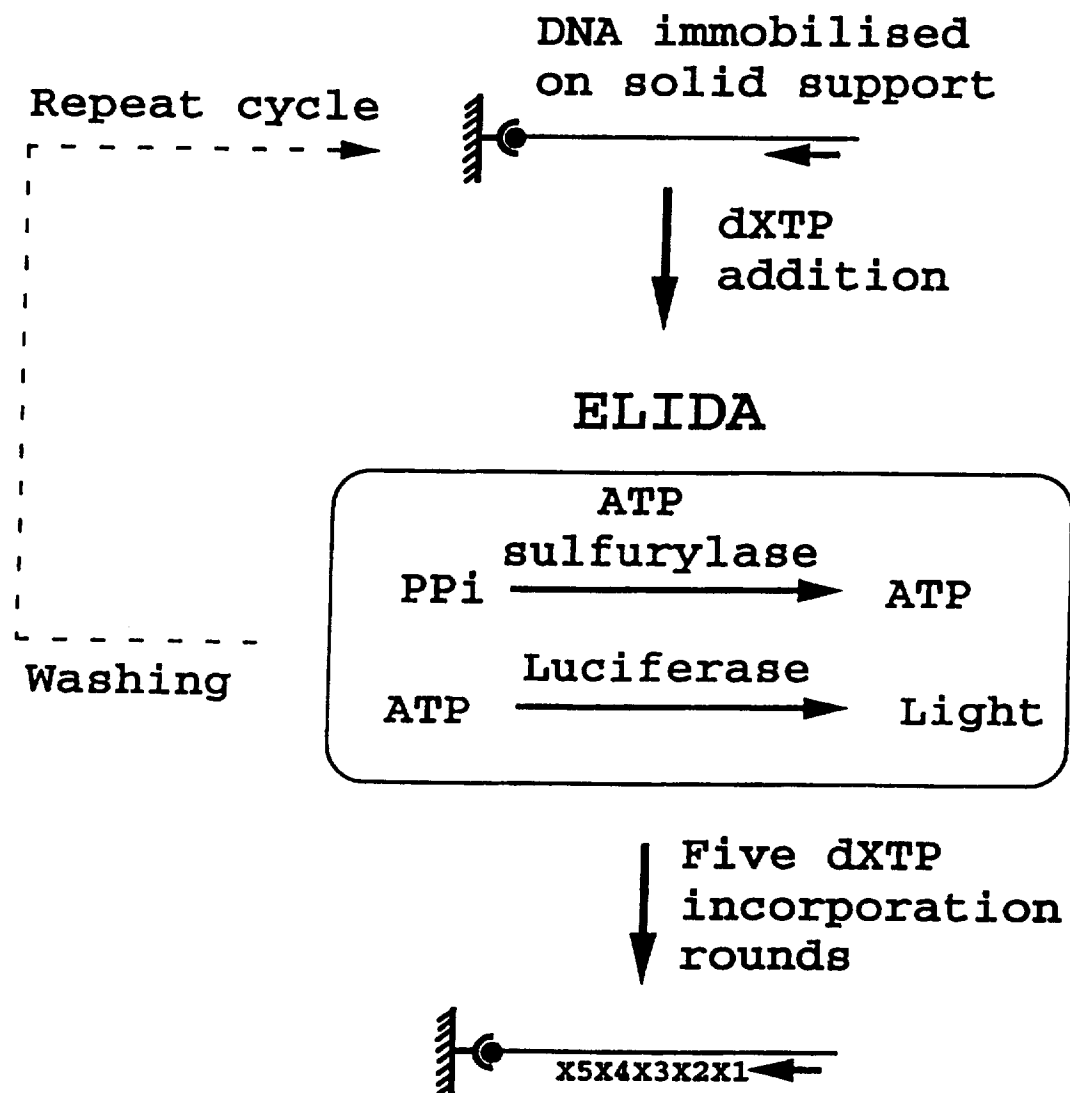 DNA immobilised
on solid support
Repeat cycle
dXTP
addition
ELIDA
ATP
sulfurylase
PPi
ATP
Washing
Luciferase
ATP
Light
Five dXTP
incorporation
rounds
X5X4X3X2X1